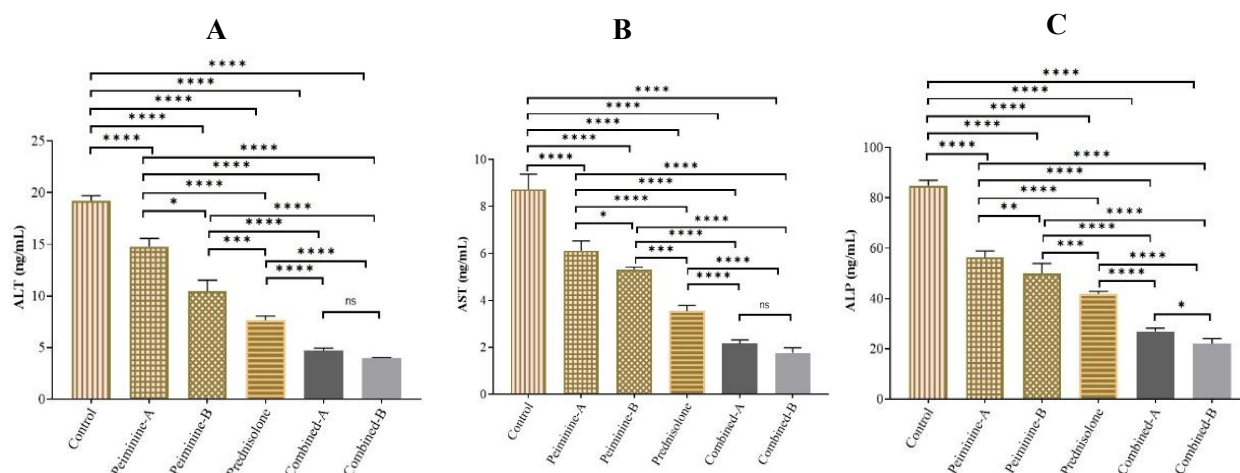 A
****
****
****
****
****
****
****
****
*
****
****
***
****
****
ns
25
20
15
10
5
0
ALT (ng/mL)
Control
Peiminine-A
Peiminine-B
Prednisolone
Combined-A
Combined-B
B
****
****
****
****
****
****
****
****
*
****
****
***
****
****
ns
10
8
6
4
2
0
AST (ng/mL)
Control
Peiminine-A
Peiminine-B
Prednisolone
Combined-A
Combined-B
C
****
****
****
****
****
****
****
****
**
****
****
***
****
****
*
100
80
60
40
20
0
ALP (ng/mL)
Control
Peiminine-A
Peiminine-B
Prednisolone
Combined-A
Combined-B